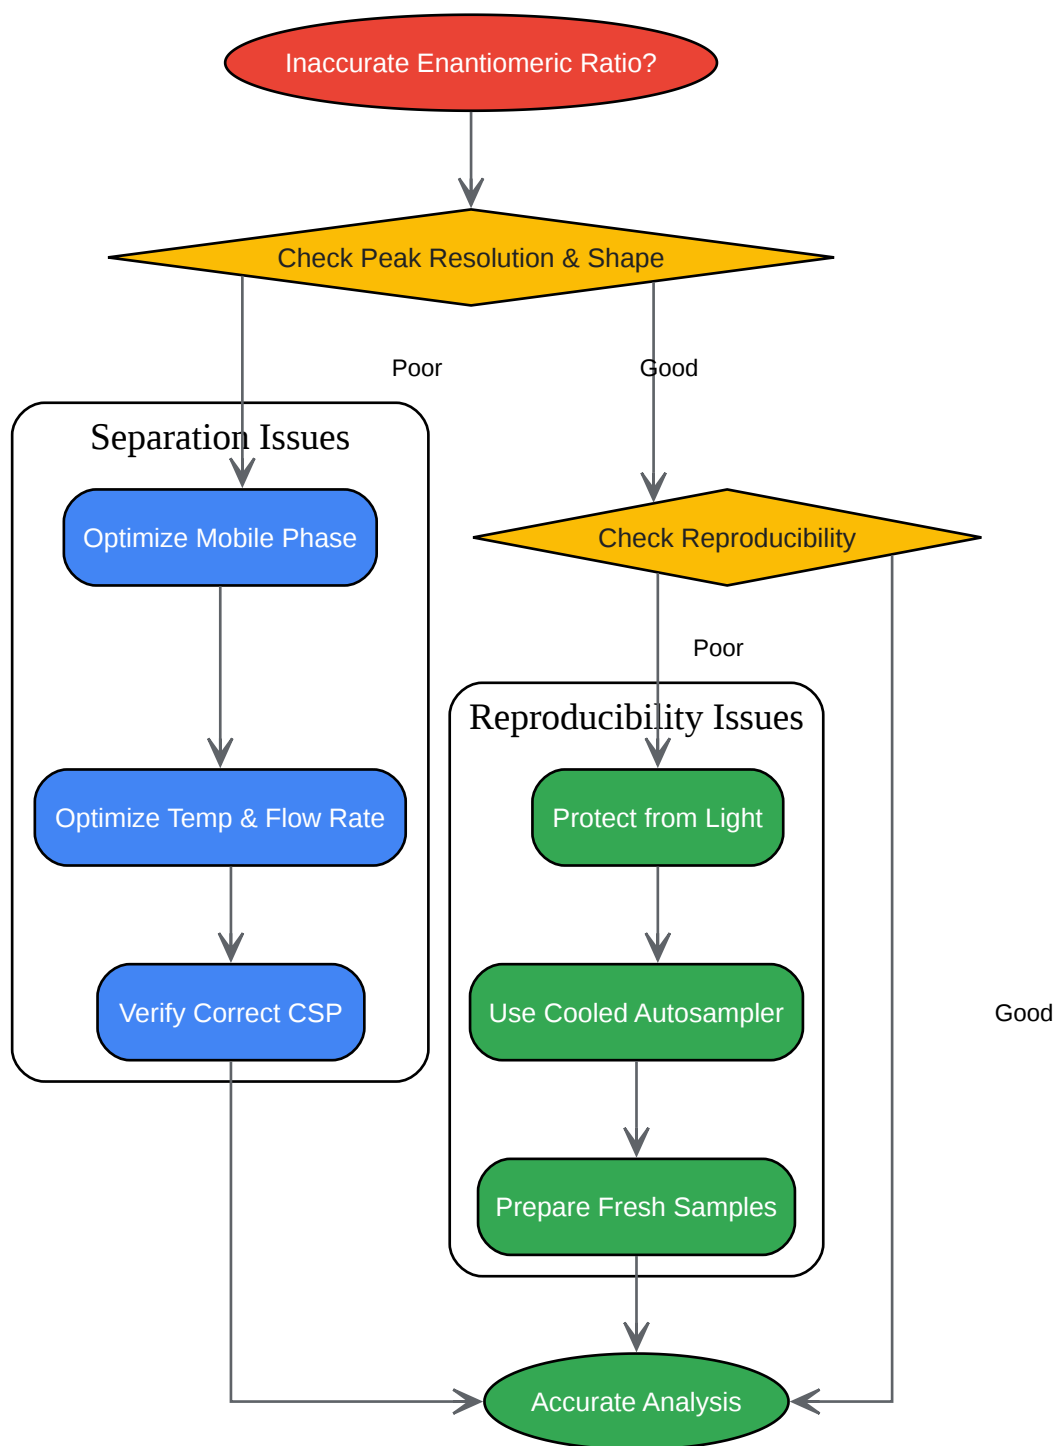 Inaccurate Enantiomeric Ratio?
Check Peak Resolution & Shape
Poor
Good
Separation Issues
Optimize Mobile Phase
Check Reproducibility
Poor
Reproducibility Issues
Optimize Temp & Flow Rate
Protect from Light
Verify Correct CSP
Use Cooled Autosampler
Good
Prepare Fresh Samples
Accurate Analysis